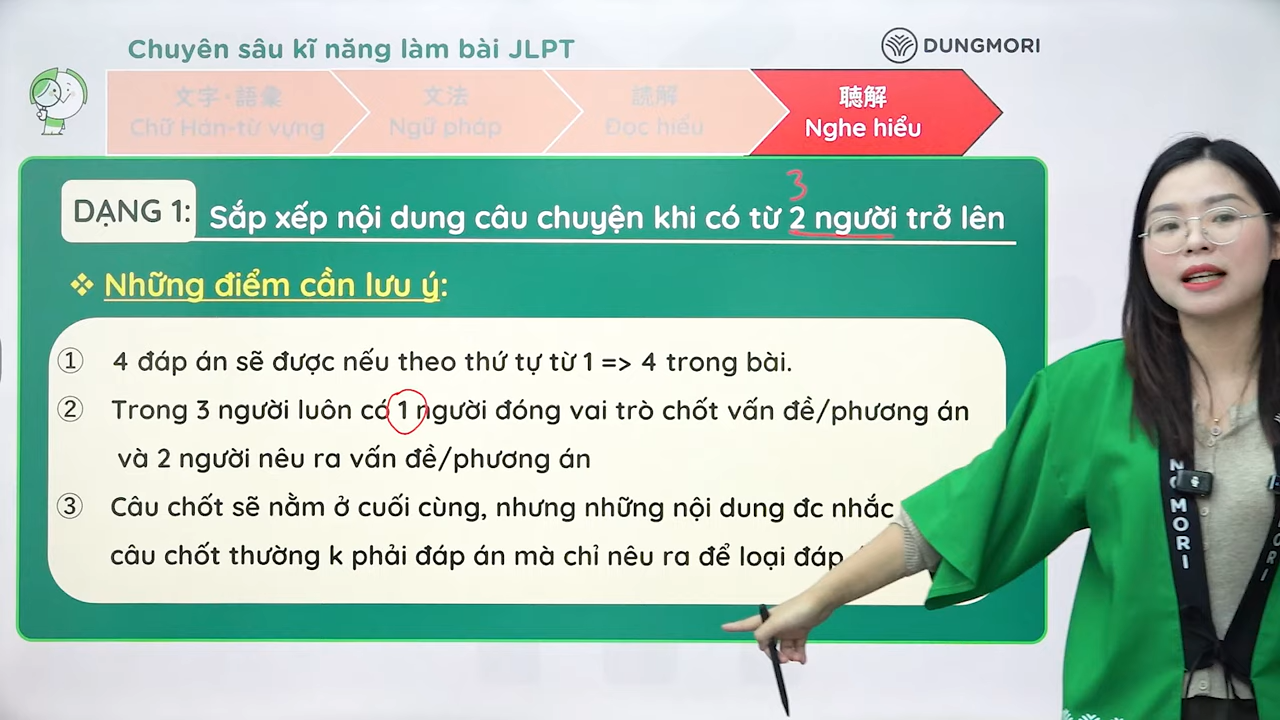 Chuyên sâu kĩ năng làm bài JLPT
DUNGMORI
文字・語彙
Chữ Hán-từ vựng
文法
Ngữ pháp
読解
Đọc hiểu
聴解
Nghe hiểu
3
DẠNG 1: Sắp xếp nội dung câu chuyện khi có từ 2 người trở lên
❖ Những điểm cần lưu ý:
① 4 đáp án sẽ được nếu theo thứ tự từ 1 => 4 trong bài.
② Trong 3 người luôn có 1 người đóng vai trò chốt vấn đề/phương án
và 2 người nêu ra vấn đề/phương án
③ Câu chốt sẽ nằm ở cuối cùng, nhưng những nội dung đc nhắc
câu chốt thường k phải đáp án mà chỉ nêu ra để loại đáp
NGMORI